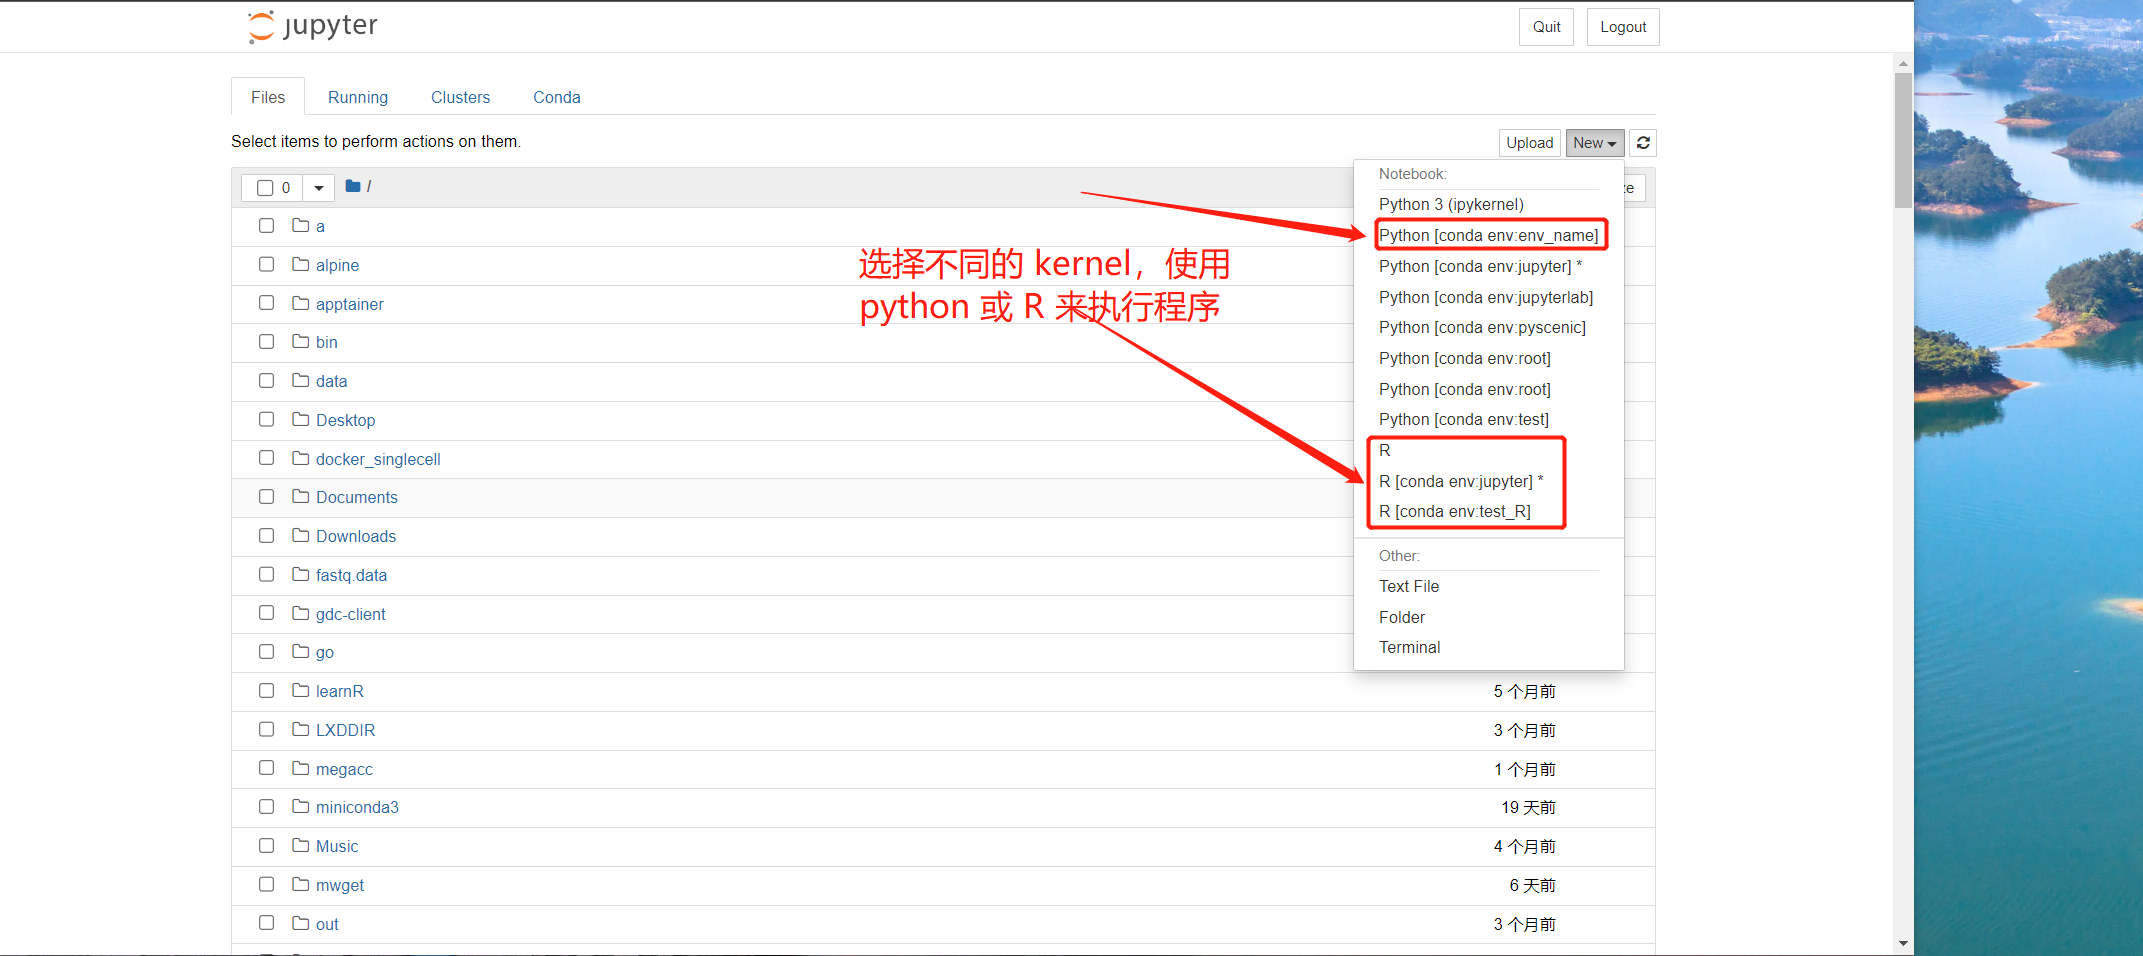 jupyter
Quit
Logout
Files
Running
Clusters
Conda
Select items to perform actions on them.
Upload
New
0
/
Notebook:
Python 3 (ipykernel)
Python [conda env:env_name]
Python [conda env:jupyter] *
Python [conda env:jupyterlab]
Python [conda env:pyscenic]
Python [conda env:root]
Python [conda env:root]
Python [conda env:test]
R
R [conda env:jupyter] *
R [conda env:test_R]
Other:
Text File
Folder
Terminal
选择不同的 kernel，使用
python 或 R 来执行程序
a
alpine
apptainer
bin
data
Desktop
docker_singlecell
Documents
Downloads
fastq.data
gdc-client
go
learnR 5 个月前
LXDDIR 3 个月前
megacc 1 个月前
miniconda3 19 天前
Music 4 个月前
mwget 6 天前
out 3 个月前